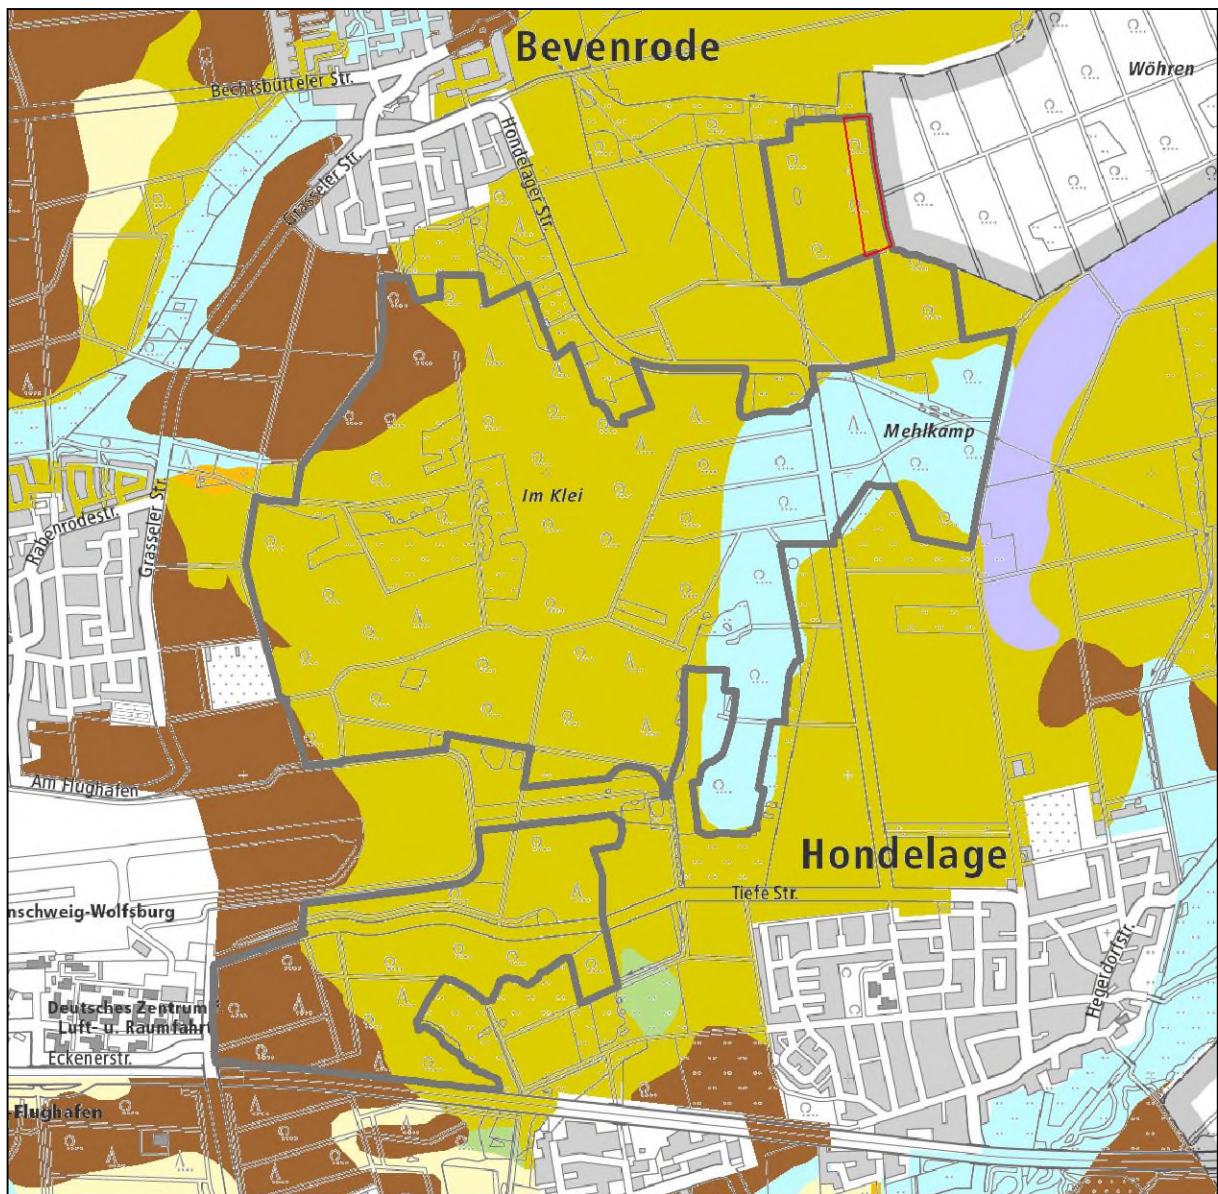 Bevenrode
Wöhren
Bechtsbütteler Str.
Hondelager Str.
Grasseler Str.
Mehlkamp
Im Klei
Rabenrodestr.
Grasseler Str.
Am Flughafen
Hondelage
Tiefe Str.
nschweig-Wolfsburg
Hegerdorfstr.
Deutsches Zentrum f
Luft- u. Raumfahrt
Eckenerstr.
-Flughafen